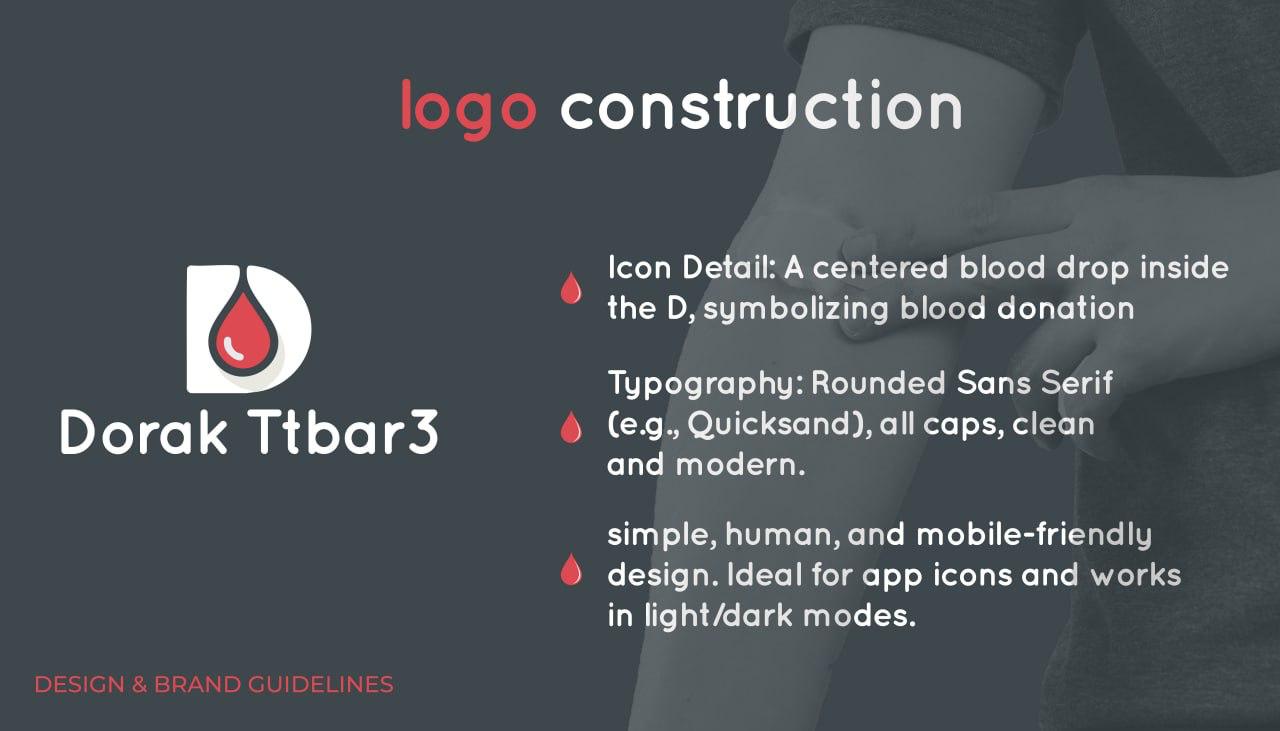 logo construction
Icon Detail: A centered blood drop inside
the D, symbolizing blood donation
Dorak Ttbar3
Typography: Rounded Sans Serif
(e.g., Quicksand), all caps, clean
and modern.
simple, human, and mobile-friendly
design. Ideal for app icons and works
in light/dark modes.
DESIGN & BRAND GUIDELINES